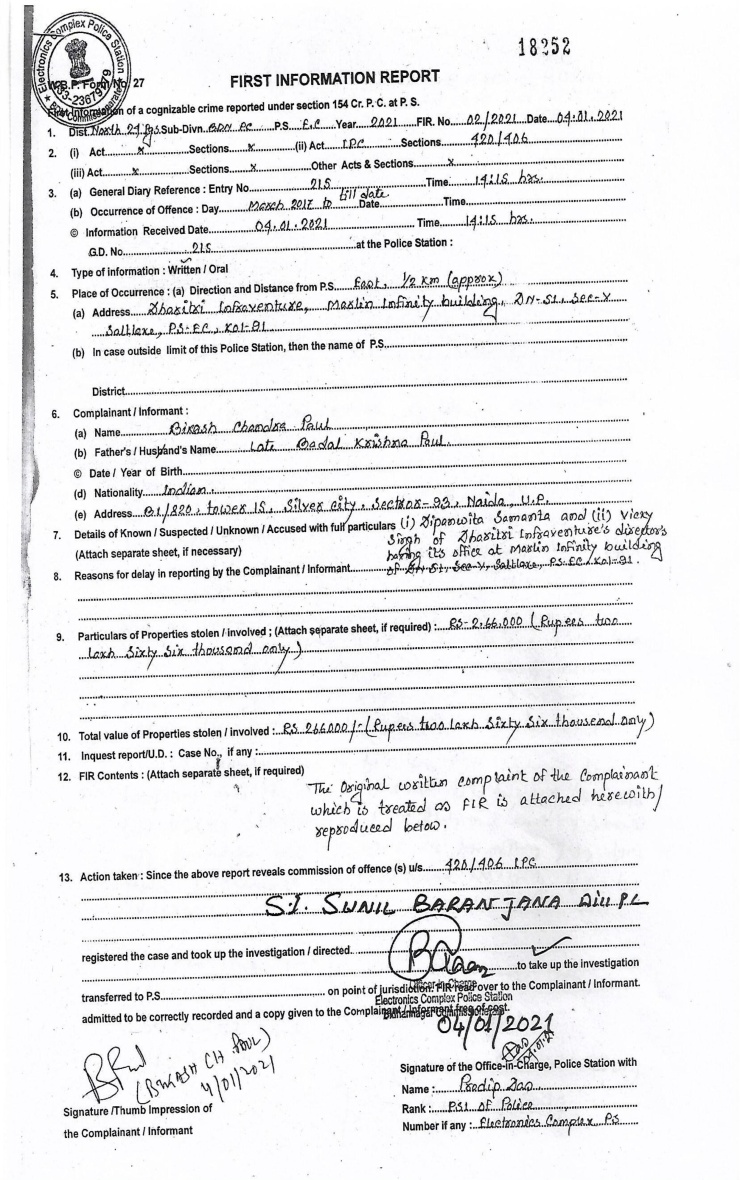 Electronics Complex Police Station
18252
W.B.P. Form No. 27
FIRST INFORMATION REPORT
First Information of a cognizable crime reported under section 154 Cr. P. C. at P. S.
1. Dist. North 24 Pgs. Sub-Divn. BDN PC P.S. E.C Year 2021 FIR. No. 02/2021 Date 04.01.2021
2. (i) Act x Sections x (ii) Act IPC Sections 420/406
(iii) Act x Sections x Other Acts & Sections x
3. (a) General Diary Reference : Entry No. 215 Time 14:15 hrs.
(b) Occurrence of Offence : Day March 2017 to till date Date Time
© Information Received Date 04.01.2021 Time 14:15 hrs.
G.D. No. 215 at the Police Station :
4. Type of information : Written / Oral
5. Place of Occurrence : (a) Direction and Distance from P.S. East, 1/2 Km (approx)
(a) Address Dharitri Infraventure, Marlin Infinity building, DN-51, Sec-V
Saltlake, P.S-EC, Kol-91
(b) In case outside limit of this Police Station, then the name of P.S.
District
6. Complainant / Informant :
(a) Name Bikash Chandra Paul
(b) Father's / Husband's Name Late Badal Krishna Paul.
© Date / Year of Birth
(d) Nationality Indian.
(e) Address B1/820, tower 15, Silver City, Sector-93, Noida, U.P.
7. Details of Known / Suspected / Unknown / Accused with full particulars (i) Dipanwita Samanta and (ii) Vicky
Singh of Dharitri Infraventure's directors
(Attach separate sheet, if necessary) having its office at Marlin Infinity building
8. Reasons for delay in reporting by the Complainant / Informant of DN-51, Sec-V, Saltlake, PS-EC, Kol-91.
9. Particulars of Properties stolen / involved ; (Attach separate sheet, if required) : RS-2,66,000 (Rupees two
Lakh Sixty Six thousand only)
10. Total value of Properties stolen / involved : RS 266000/-(Rupees two Lakh Sixty Six thousand only)
11. Inquest report/U.D. : Case No., if any :
12. FIR Contents : (Attach separate sheet, if required)
The Original written complaint of the Complainant
which is treated as FIR is attached herewith/
reproduced below.
13. Action taken : Since the above report reveals commission of offence (s) u/s. 420/406 IPC
S.I. SUNIL BARAN JANA
registered the case and took up the investigation / directed
to take up the investigation
transferred to P.S. on point of jurisdiction. FIR read over to the Complainant / Informant.
Officer-in-Charge
Electronics Complex Police Station
admitted to be correctly recorded and a copy given to the Complainant / Informant free of cost.
Bidhannagar Commissionerate
04/01/2021
(BIKASH CH. PAUL)
4/01/2021
Signature of the Office-in-Charge, Police Station with
Name : Pradip Das
Signature /Thumb Impression of
Rank : P.S.I of Police
the Complainant / Informant
Number if any : Electronics Complex PS